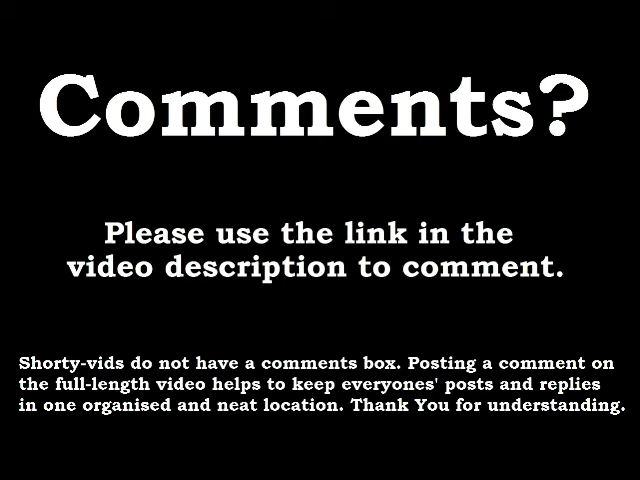 Comments?
Please use the link in the
video description to comment.
Shorty-vids do not have a comments box. Posting a comment on
the full-length video helps to keep everyones' posts and replies
in one organised and neat location. Thank You for understanding.